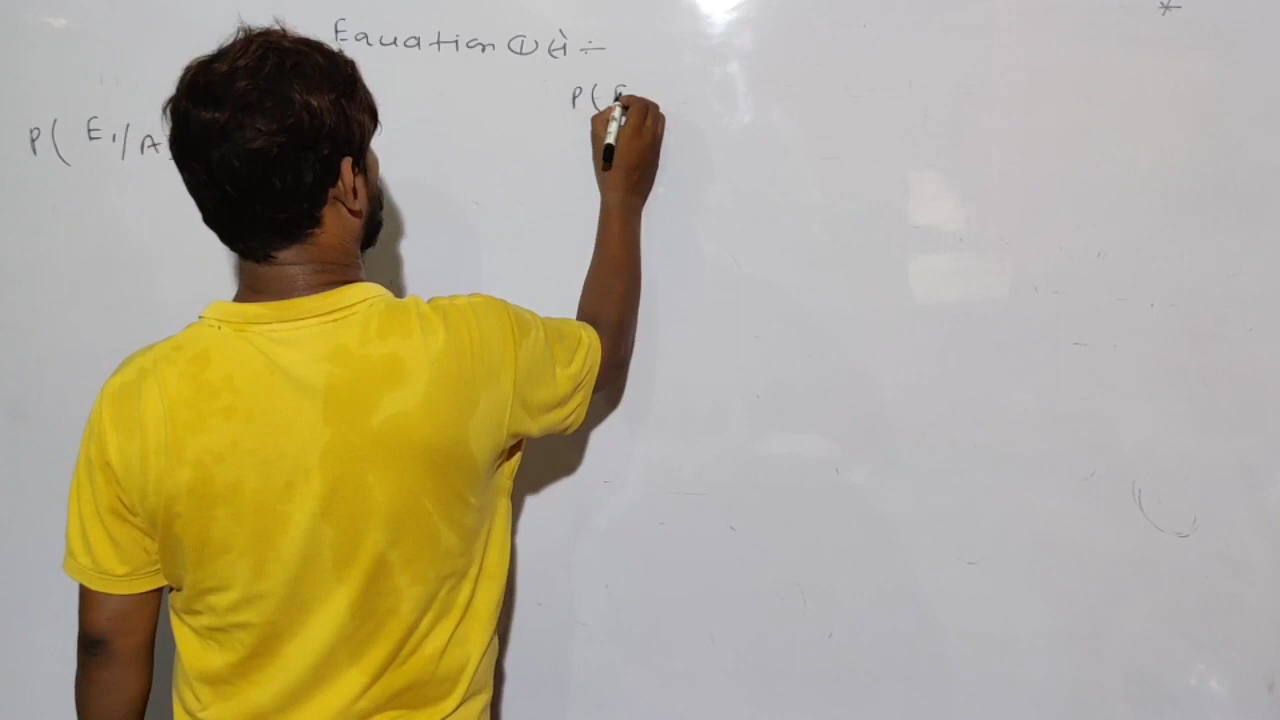 Equation ① (i) :-
P( E
P( E₁/A